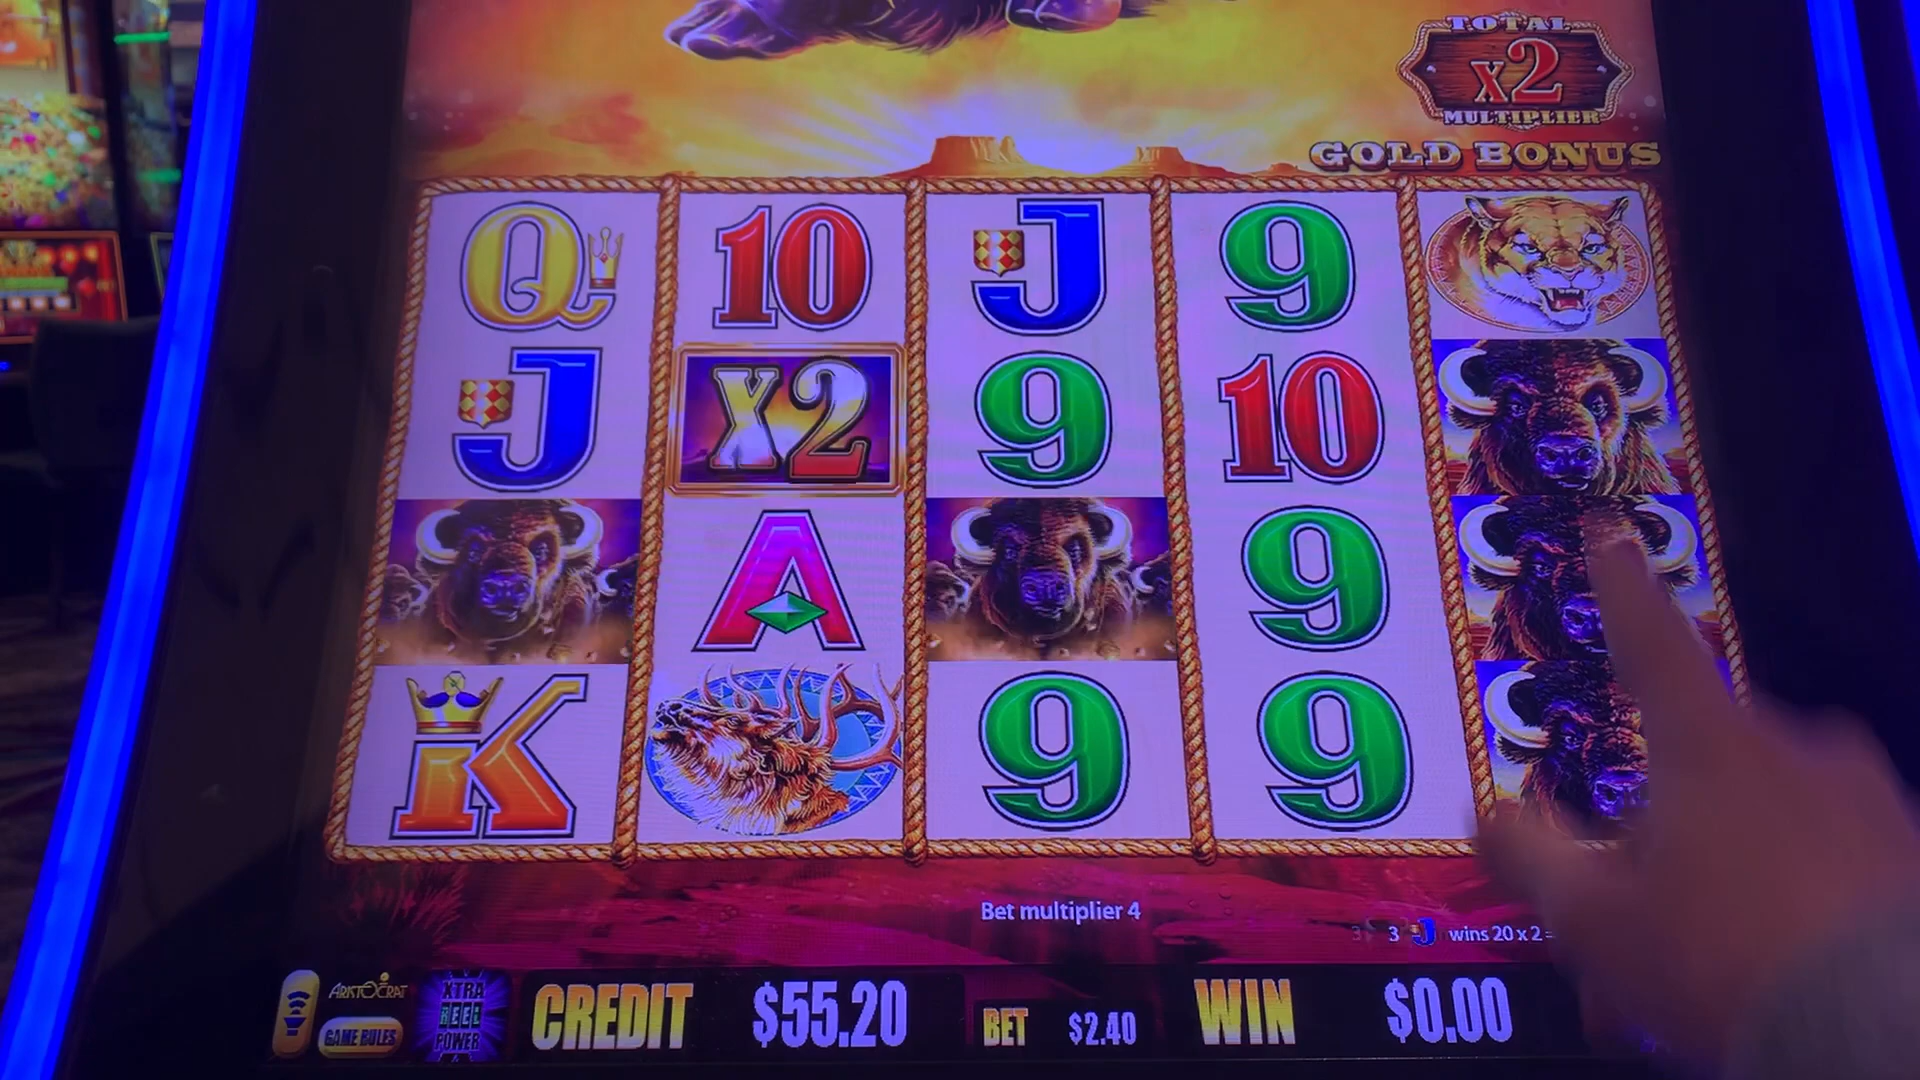 TOTAL
X2
MULTIPLIER
GOLD BONUS
Q 10 J 9
J X2 9 10
A 9
K 9 9
Bet multiplier 4
3 J wins 20 x 2 =
ARISTOCRAT
GAME RULES
XTRA
REEL
POWER
CREDIT $55.20
BET $2.40
WIN $0.00